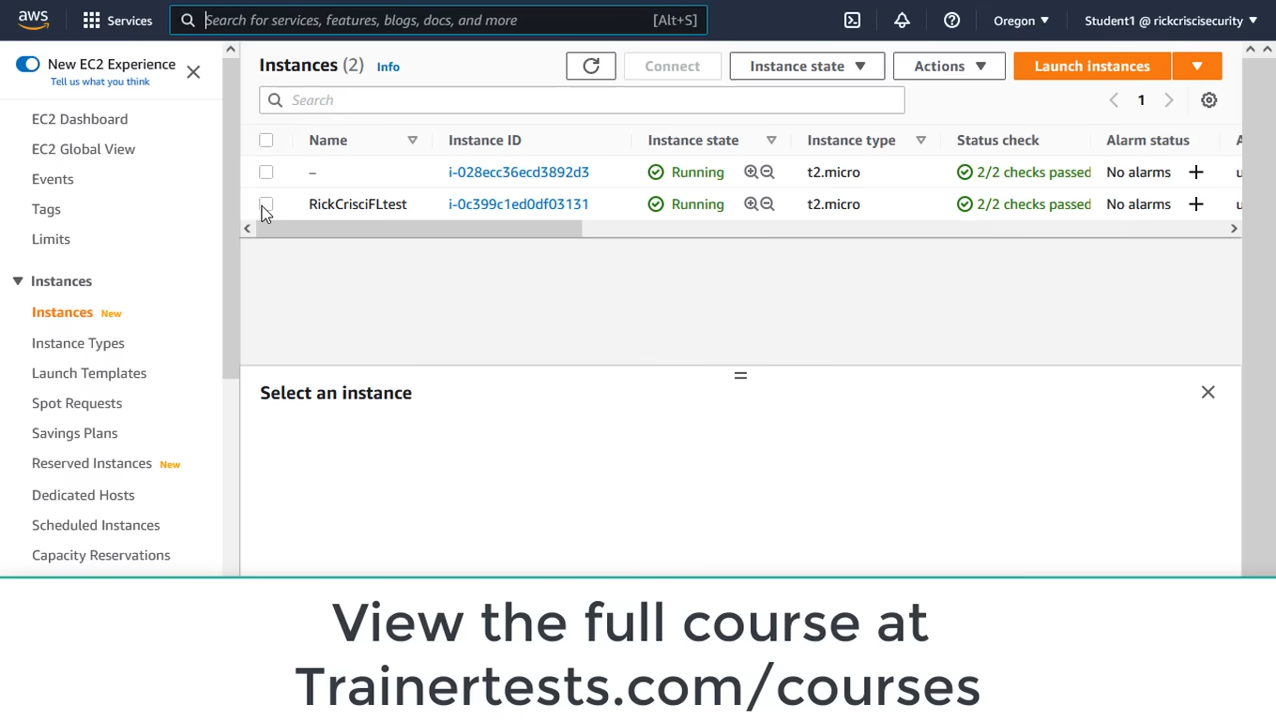 aws Services Search for services, features, blogs, docs, and more [Alt+S] Oregon ▼ Student1 @ rickcriscisecurity ▼
New EC2 Experience
Tell us what you think
EC2 Dashboard
EC2 Global View
Events
Tags
Limits
Instances
Instances New
Instance Types
Launch Templates
Spot Requests
Savings Plans
Reserved Instances New
Dedicated Hosts
Scheduled Instances
Capacity Reservations
Instances (2) Info Connect Instance state ▼ Actions ▼ Launch instances ▼
Search 1
Name Instance ID Instance state Instance type Status check Alarm status
– i-028ecc36ecd3892d3 Running t2.micro 2/2 checks passed No alarms +
RickCrisciFLtest i-0c399c1ed0df03131 Running t2.micro 2/2 checks passed No alarms +
Select an instance
View the full course at
Trainertests.com/courses